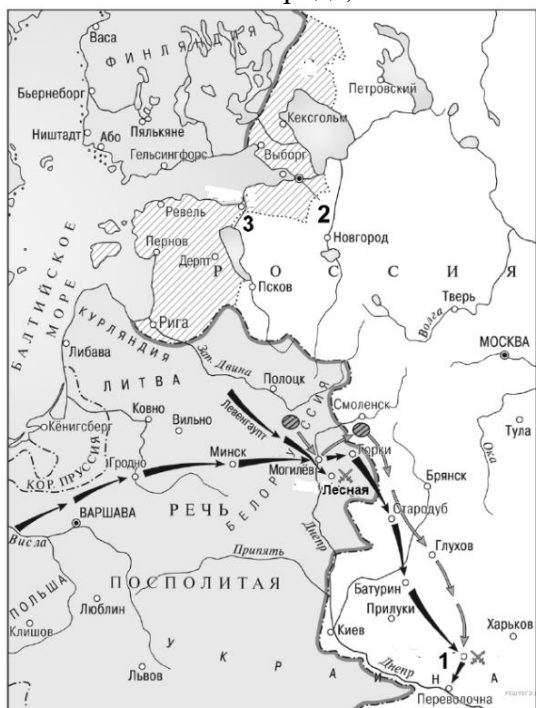 Васа
ФИНЛЯНДИЯ
Петровский
Бьернеборг
Пялькяне
Кексгольм
Ништадт
Або
Гельсингфорс
Выборг
Ревель
3
2
Новгород
Пернов
Дерпт
РОССИЯ
Псков
БАЛТИЙСКОЕ
МОРЕ
Рига
Тверь
Волга
КУРЛЯНДИЯ
Либава
Зап. Двина
МОСКВА
ЛИТВА
Полоцк
Смоленск
Кёнигсберг
Ковно
Вильно
Левенгаупт
БЕЛОРУССИЯ
Тула
Ока
КОР. ПРУССИЯ
Гродно
Минск
Могилёв
Горки
Лесная
Брянск
ВАРШАВА
РЕЧЬ
Днепр
Стародуб
Висла
Припять
Глухов
ПОСПОЛИТАЯ
Батурин
ПОЛЬША
Люблин
Прилуки
Клишов
Киев
Харьков
Львов
УКРАИНА
Днепр
1
Переволочна